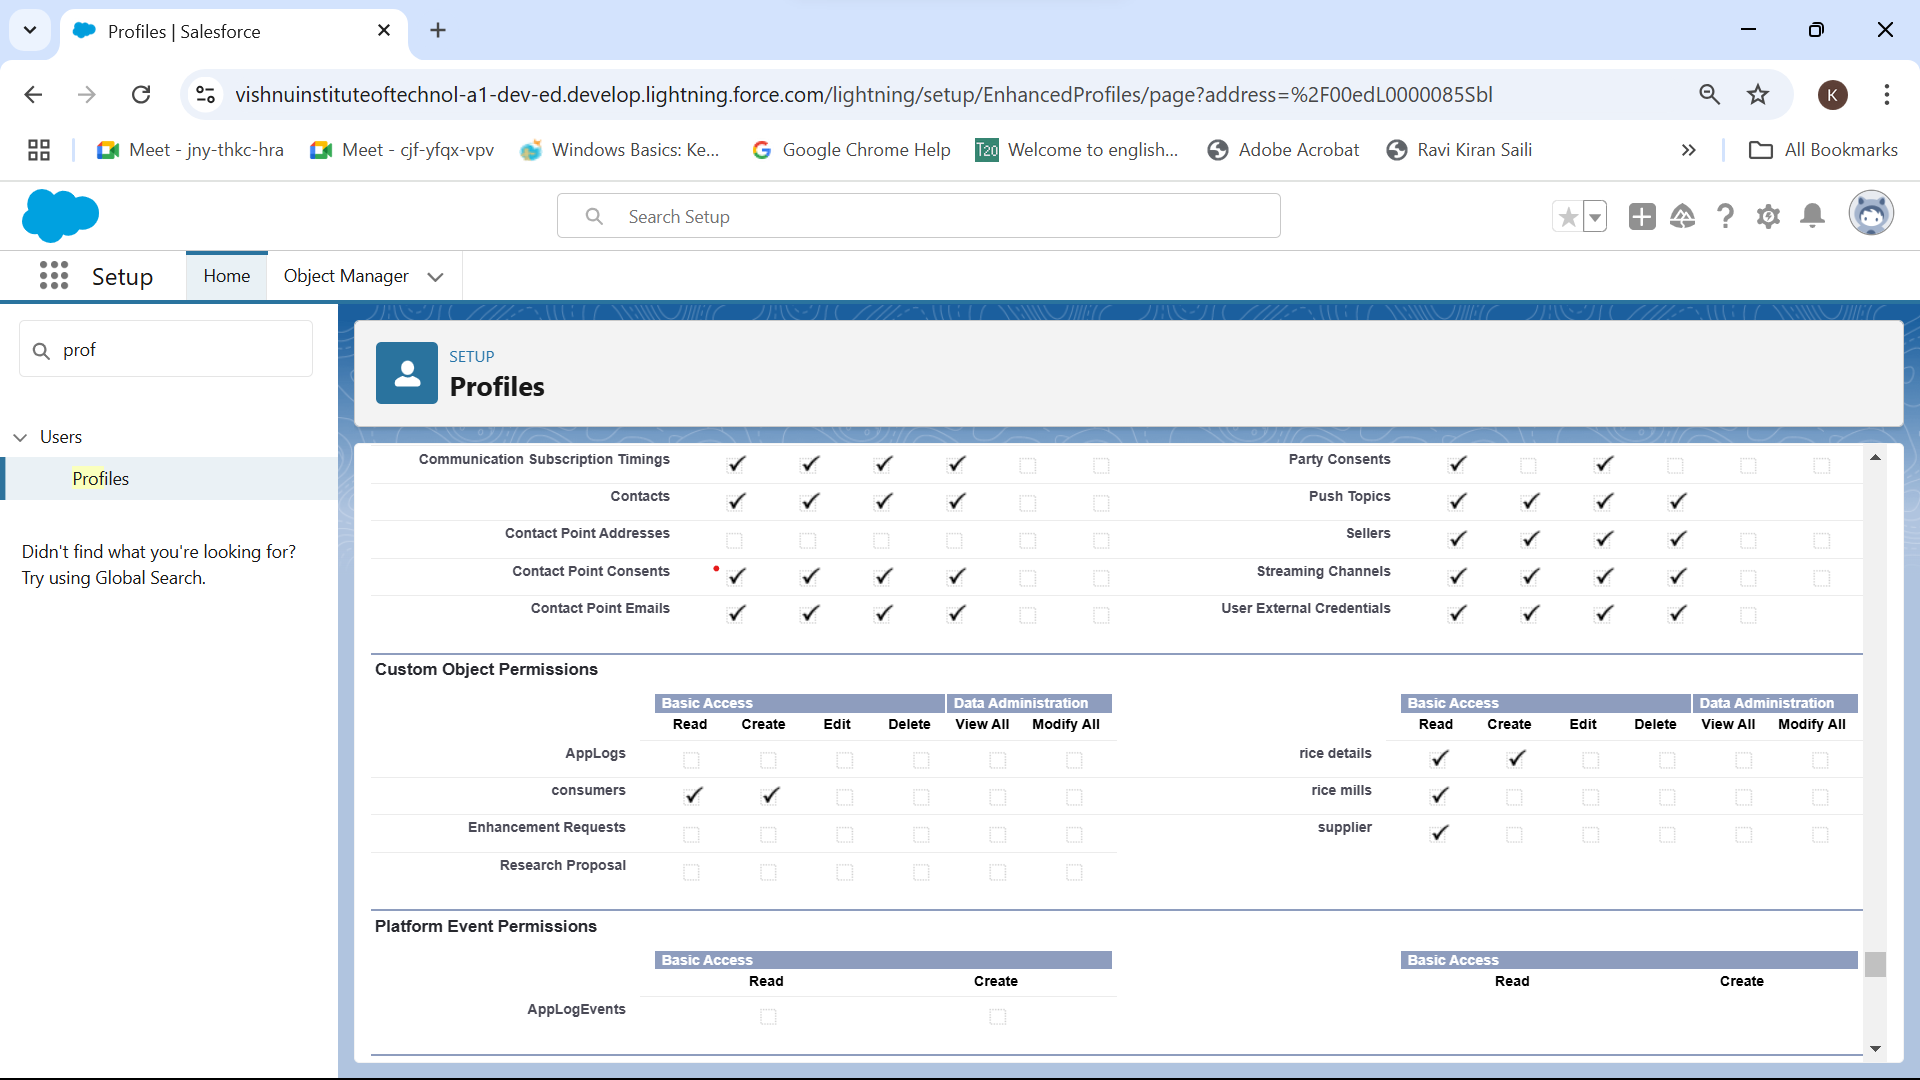 Profiles | Salesforce
vishnuinstituteoftechnol-a1-dev-ed.develop.lightning.force.com/lightning/setup/EnhancedProfiles/page?address=%2F00edL0000085Sbl
K
Meet - jny-thkc-hra
Meet - cjf-yfqx-vpv
Windows Basics: Ke...
Google Chrome Help
T20 Welcome to english...
Adobe Acrobat
Ravi Kiran Saili
All Bookmarks
Search Setup
Setup
Home
Object Manager
prof
Users
Profiles
Didn't find what you're looking for?
Try using Global Search.
SETUP
Profiles
Communication Subscription Timings
Party Consents
Contacts
Push Topics
Contact Point Addresses
Sellers
Contact Point Consents
Streaming Channels
Contact Point Emails
User External Credentials
Custom Object Permissions
Basic Access Data Administration
Basic Access Data Administration
Read Create Edit Delete View All Modify All
Read Create Edit Delete View All Modify All
AppLogs
rice details
consumers
rice mills
Enhancement Requests
supplier
Research Proposal
Platform Event Permissions
Basic Access
Basic Access
Read Create
Read Create
AppLogEvents